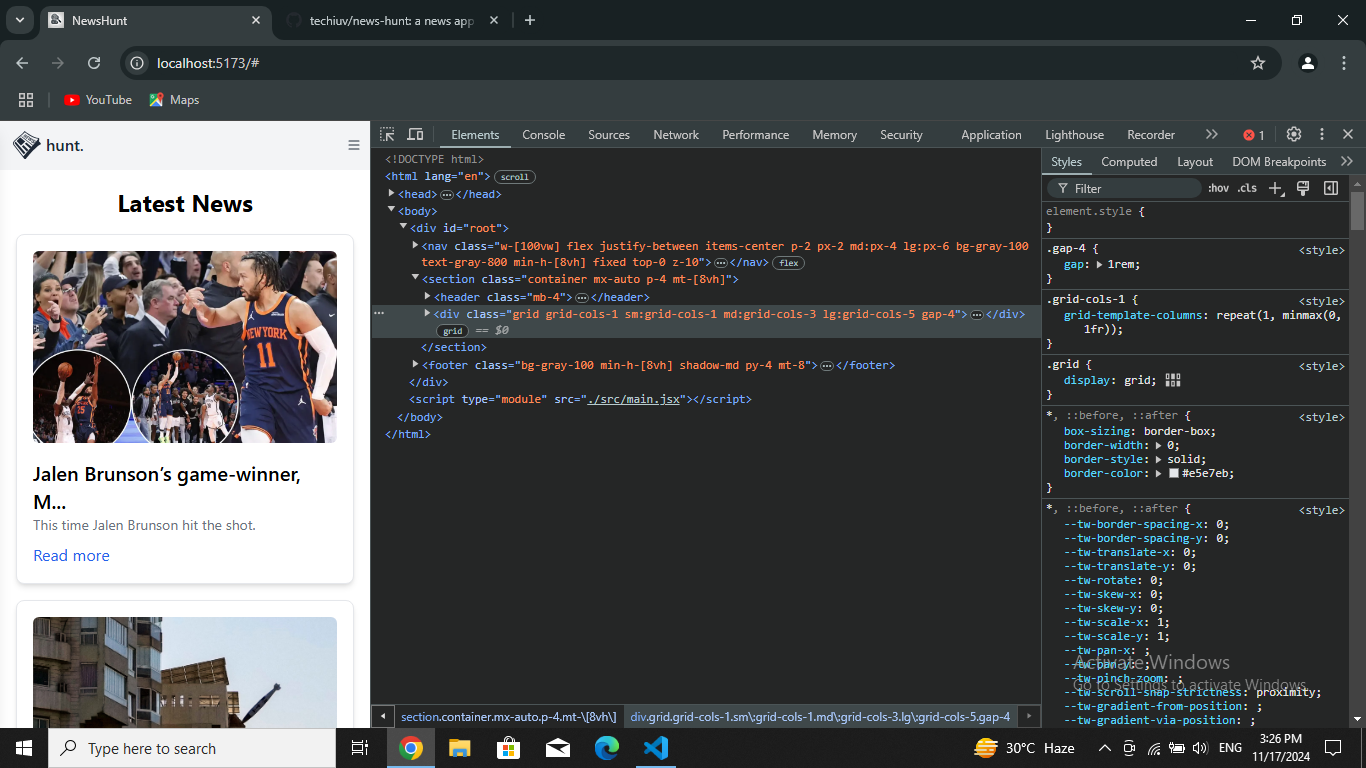 NewsHunt
techiuv/news-hunt: a news app
localhost:5173/#
YouTube
Maps
hunt.
Latest News
NEW YORK
11
Jalen Brunson’s game-winner,
M...
This time Jalen Brunson hit the shot.
Read more
Elements Console Sources Network Performance Memory Security Application Lighthouse Recorder 1
<!DOCTYPE html>
<html lang="en"> scroll
<head> … </head>
<body>
<div id="root">
<nav class="w-[100vw] flex justify-between items-center p-2 px-2 md:px-4 lg:px-6 bg-gray-100
text-gray-800 min-h-[8vh] fixed top-0 z-10"> … </nav> flex
<section class="container mx-auto p-4 mt-[8vh]">
<header class="mb-4"> … </header>
<div class="grid grid-cols-1 sm:grid-cols-1 md:grid-cols-3 lg:grid-cols-5 gap-4"> … </div>
grid == $0
</section>
<footer class="bg-gray-100 min-h-[8vh] shadow-md py-4 mt-8"> … </footer>
</div>
<script type="module" src="./src/main.jsx"></script>
</body>
</html>
section.container.mx-auto.p-4.mt-\[8vh\] div.grid.grid-cols-1.sm\:grid-cols-1.md\:grid-cols-3.lg\:grid-cols-5.gap-4
Styles Computed Layout DOM Breakpoints
Filter :hov .cls
element.style {
}
.gap-4 { <style>
gap: 1rem;
}
.grid-cols-1 { <style>
grid-template-columns: repeat(1, minmax(0,
1fr));
}
.grid { <style>
display: grid;
}
*, ::before, ::after { <style>
box-sizing: border-box;
border-width: 0;
border-style: solid;
border-color: #e5e7eb;
}
*, ::before, ::after { <style>
--tw-border-spacing-x: 0;
--tw-border-spacing-y: 0;
--tw-translate-x: 0;
--tw-translate-y: 0;
--tw-rotate: 0;
--tw-skew-x: 0;
--tw-skew-y: 0;
--tw-scale-x: 1;
--tw-scale-y: 1;
--tw-pan-x: ;
--tw-pan-y: ;
--tw-pinch-zoom: ;
--tw-scroll-snap-strictness: proximity;
--tw-gradient-from-position: ;
--tw-gradient-via-position: ;
Activate Windows
Go to Settings to activate Windows.
Type here to search
30°C Haze
ENG
3:26 PM
11/17/2024